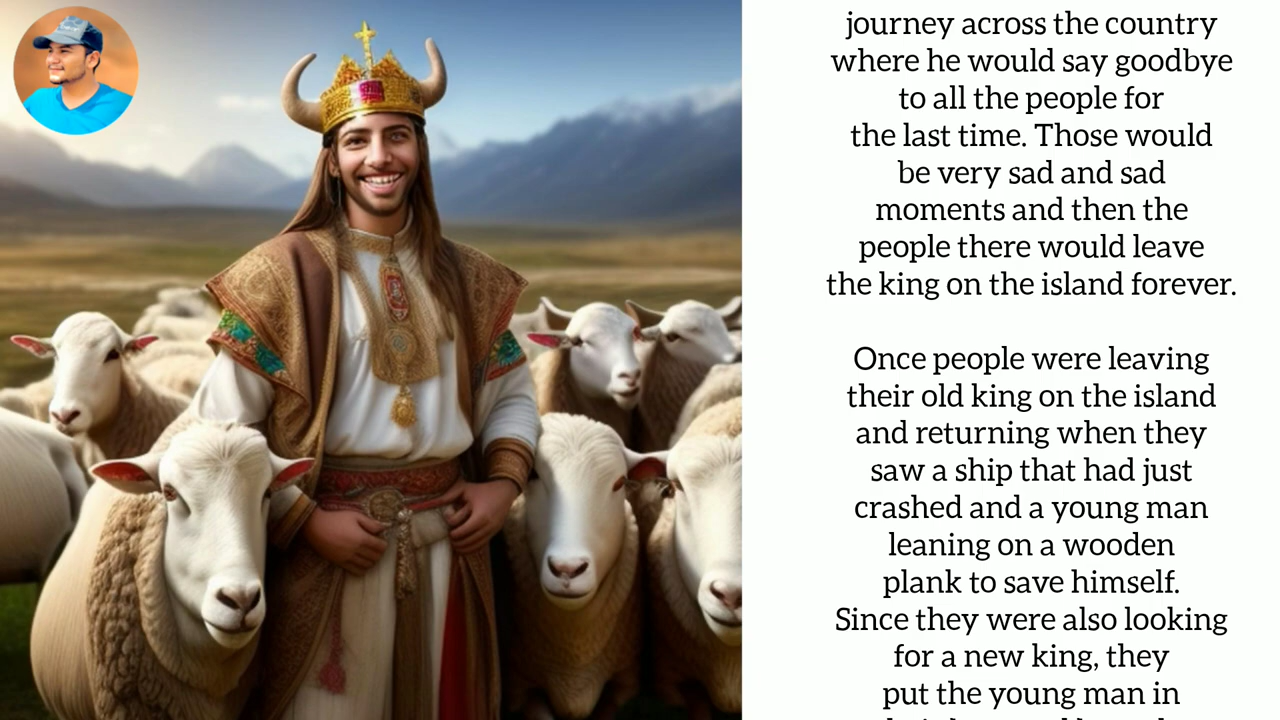 journey across the country
where he would say goodbye
to all the people for
the last time. Those would
be very sad and sad
moments and then the
people there would leave
the king on the island forever.
Once people were leaving
their old king on the island
and returning when they
saw a ship that had just
crashed and a young man
leaning on a wooden
plank to save himself.
Since they were also looking
for a new king, they
put the young man in